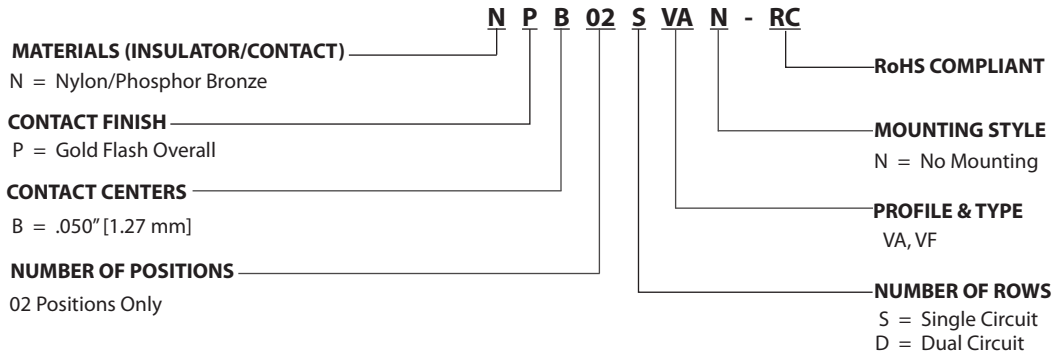 N P B 02 S VA N - RC
MATERIALS (INSULATOR/CONTACT)
N = Nylon/Phosphor Bronze
CONTACT FINISH
P = Gold Flash Overall
CONTACT CENTERS
B = .050" [1.27 mm]
NUMBER OF POSITIONS
02 Positions Only
RoHS COMPLIANT
MOUNTING STYLE
N = No Mounting
PROFILE & TYPE
VA, VF
NUMBER OF ROWS
S = Single Circuit
D = Dual Circuit